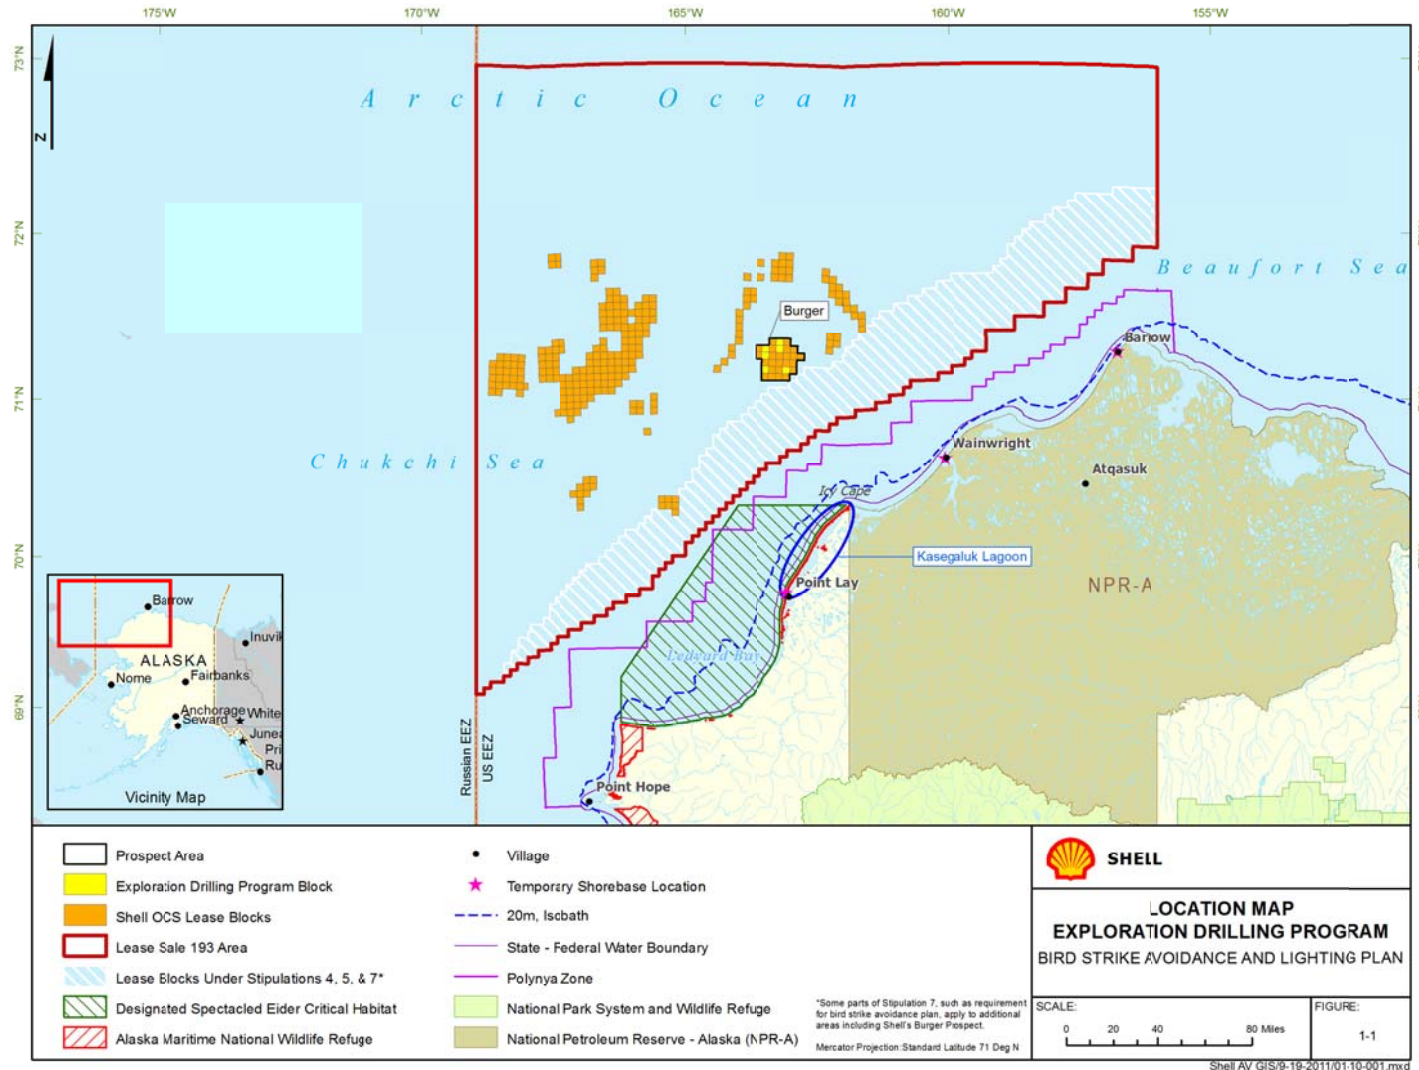 175°W 170°W 165°W 160°W 155°W
73°N
72°N
71°N
70°N
69°N
N
Arctic Ocean
Beaufort Sea
Chukchi Sea
Burger
Barrow
Wainwright
Atqasuk
Icy Cape
Kasegaluk Lagoon
Point Lay
NPR-A
Ledyard Bay
Point Hope
Russian EEZ
US EEZ
Barrow
Inuvik
ALASKA
Nome
Fairbanks
Anchorage
White
Seward
Junea
Pri
Ru
Vicinity Map
Prospect Area
Exploration Drilling Program Block
Shell OCS Lease Blocks
Lease Sale 193 Area
Lease Blocks Under Stipulations 4, 5, & 7*
Designated Spectacled Eider Critical Habitat
Alaska Maritime National Wildlife Refuge
Village
Temporary Shorebase Location
20m, Isobath
State - Federal Water Boundary
Polynya Zone
National Park System and Wildlife Refuge
National Petroleum Reserve - Alaska (NPR-A)
*Some parts of Stipulation 7, such as requirement
for bird strike avoidance plan, apply to additional
areas including Shell's Burger Prospect.
Mercator Projection:Standard Latitude 71 Deg N
SHELL
LOCATION MAP
EXPLORATION DRILLING PROGRAM
BIRD STRIKE AVOIDANCE AND LIGHTING PLAN
SCALE:
0 20 40 80 Miles
FIGURE:
1-1
Shell AV GIS/9-19-2011/01-10-001.mxd